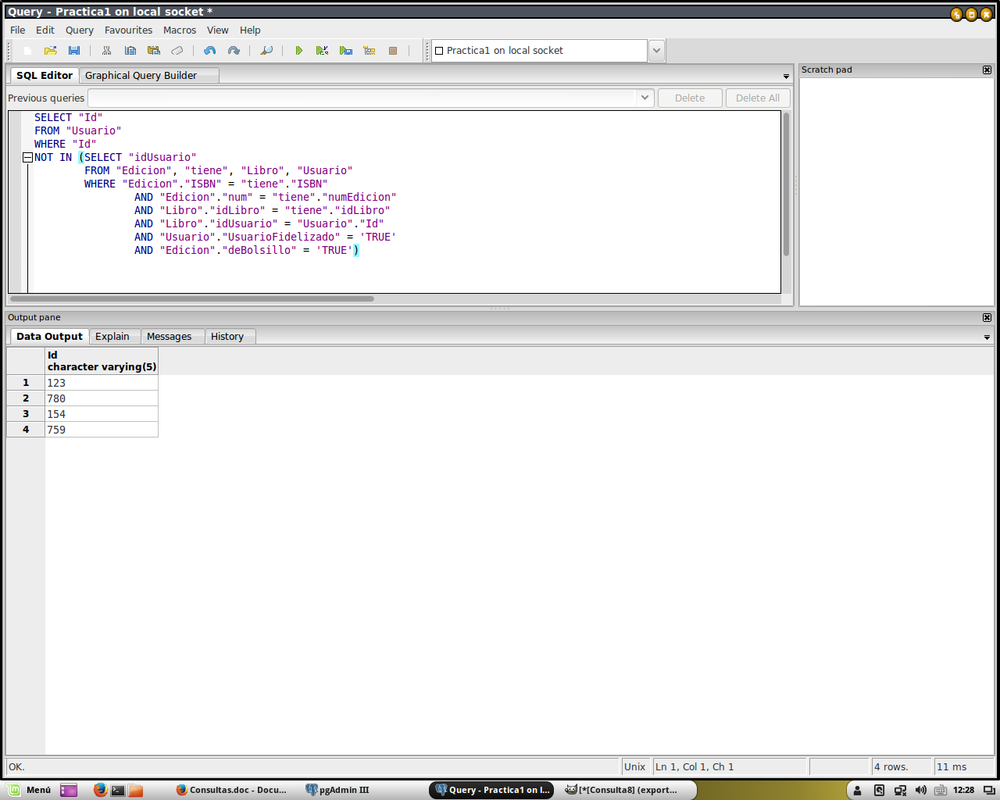 Query - Practica1 on local socket *
File Edit Query Favourites Macros View Help
Practica1 on local socket
SQL Editor Graphical Query Builder
Scratch pad
Previous queries Delete Delete All
SELECT "Id"
FROM "Usuario"
WHERE "Id"
NOT IN (SELECT "idUsuario"
FROM "Edicion", "tiene", "Libro", "Usuario"
WHERE "Edicion"."ISBN" = "tiene"."ISBN"
AND "Edicion"."num" = "tiene"."numEdicion"
AND "Libro"."idLibro" = "tiene"."idLibro"
AND "Libro"."idUsuario" = "Usuario"."Id"
AND "Usuario"."UsuarioFidelizado" = 'TRUE'
AND "Edicion"."deBolsillo" = 'TRUE')
Output pane
Data Output Explain Messages History
Id
character varying(5)
1 123
2 780
3 154
4 759
OK. Unix Ln 1, Col 1, Ch 1 4 rows. 11 ms
Menú Consultas.doc - Docu... pgAdmin III Query - Practica1 on l... [*[Consulta8] (export... 12:28